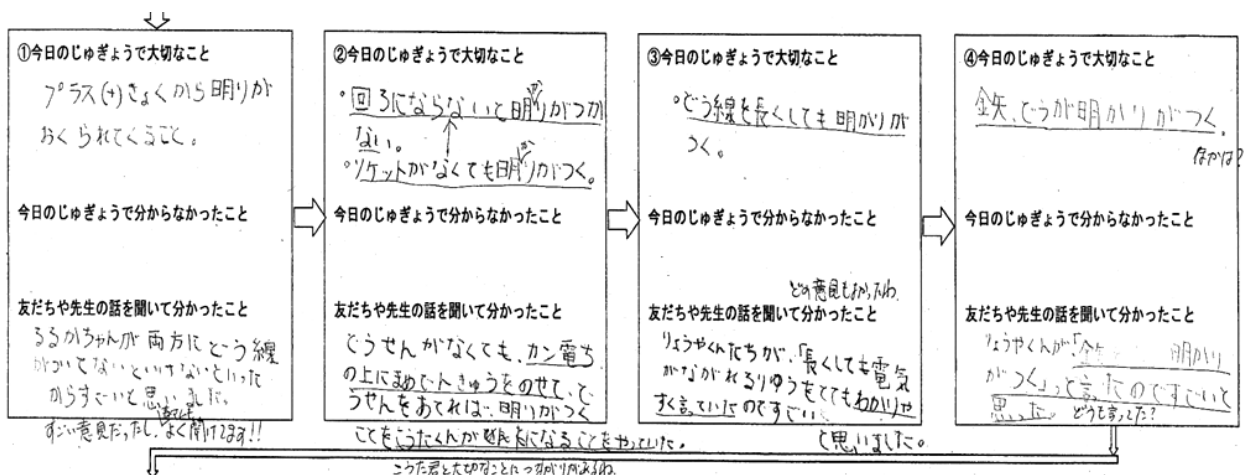 ①今日のじゅぎょうで大切なこと
プラス(+)きょくから明りが
おくられてくること。
今日のじゅぎょうで分からなかったこと
友だちや先生の話を聞いて分かったこと
るるかちゃんが両方にどう線
がついてないといけないといった
からすごいと思いました。
すごい意見だったし、よく聞けてます!!
②今日のじゅぎょうで大切なこと
・回ろにならないと明りがつか
ない。
・ソケットがなくても明りがつく。
今日のじゅぎょうで分からなかったこと
友だちや先生の話を聞いて分かったこと
どうせんがなくても、カン電ち
の上にまめでんきゅうをのせて、ど
うせんをあてれば、明りがつく
ことをこうたくんが になることをやっていた。
こうた君と大切なことにつながりがあるね。
③今日のじゅぎょうで大切なこと
・どう線を長くしても明かりが
つく。
今日のじゅぎょうで分からなかったこと
どの意見もよかったわ
友だちや先生の話を聞いて分かったこと
りょうやくんたちが、「長くしても電気
がながれるりゆうをとてもわかりや
すく言っていたのですごい
と思いました。
④今日のじゅぎょうで大切なこと
鉄、どうが明かりがつく。
ほかは?
今日のじゅぎょうで分からなかったこと
友だちや先生の話を聞いて分かったこと
りょうやくんが、「 明かり
がつく」って言ったのですごいと
思った。
どうも言った?